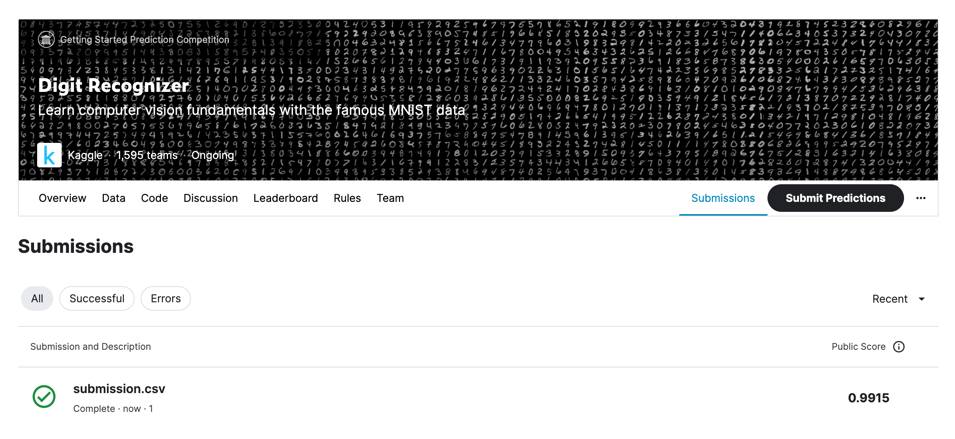 Getting Started Prediction Competition
Digit Recognizer
Learn computer vision fundamentals with the famous MNIST data
k Kaggle · 1,595 teams · Ongoing
Overview Data Code Discussion Leaderboard Rules Team Submissions Submit Predictions ...
Submissions
All Successful Errors Recent
Submission and Description Public Score
submission.csv
Complete · now · 1
0.9915